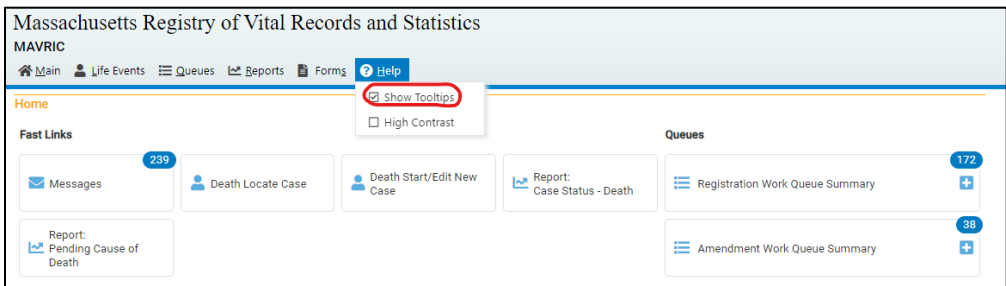 Massachusetts Registry of Vital Records and Statistics
MAVRIC
Main Life Events Queues Reports Forms Help
Show Tooltips
High Contrast
Home
Fast Links
Queues
239
Messages
Death Locate Case
Death Start/Edit New
Case
Report:
Case Status - Death
172
Registration Work Queue Summary
Report:
Pending Cause of
Death
38
Amendment Work Queue Summary